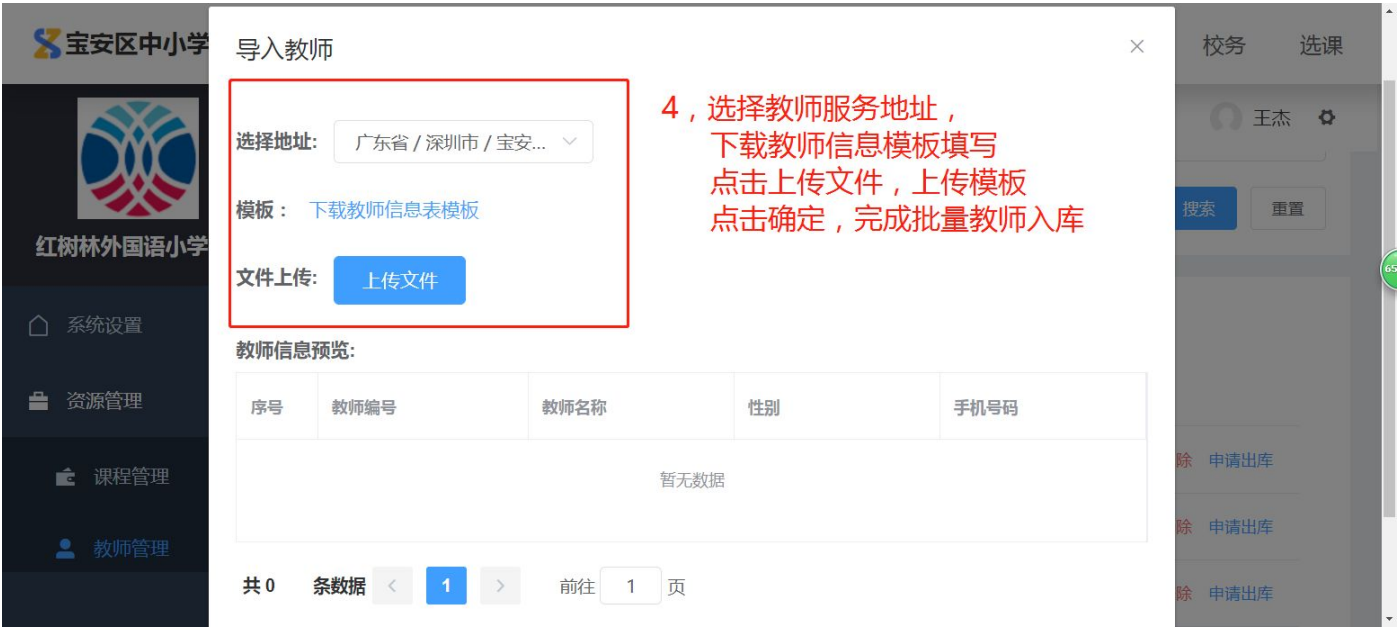 宝安区中小学
导入教师
校务
选课
王杰
红树林外国语小学
选择地址:
广东省 / 深圳市 / 宝安...
模板：
下载教师信息表模板
文件上传:
上传文件
4，选择教师服务地址，
下载教师信息模板填写
点击上传文件，上传模板
点击确定，完成批量教师入库
搜索
重置
65
系统设置
资源管理
课程管理
教师管理
教师信息预览:
序号
教师编号
教师名称
性别
手机号码
暂无数据
除 申请出库
除 申请出库
除 申请出库
共 0 条数据 < 1 > 前往 1 页